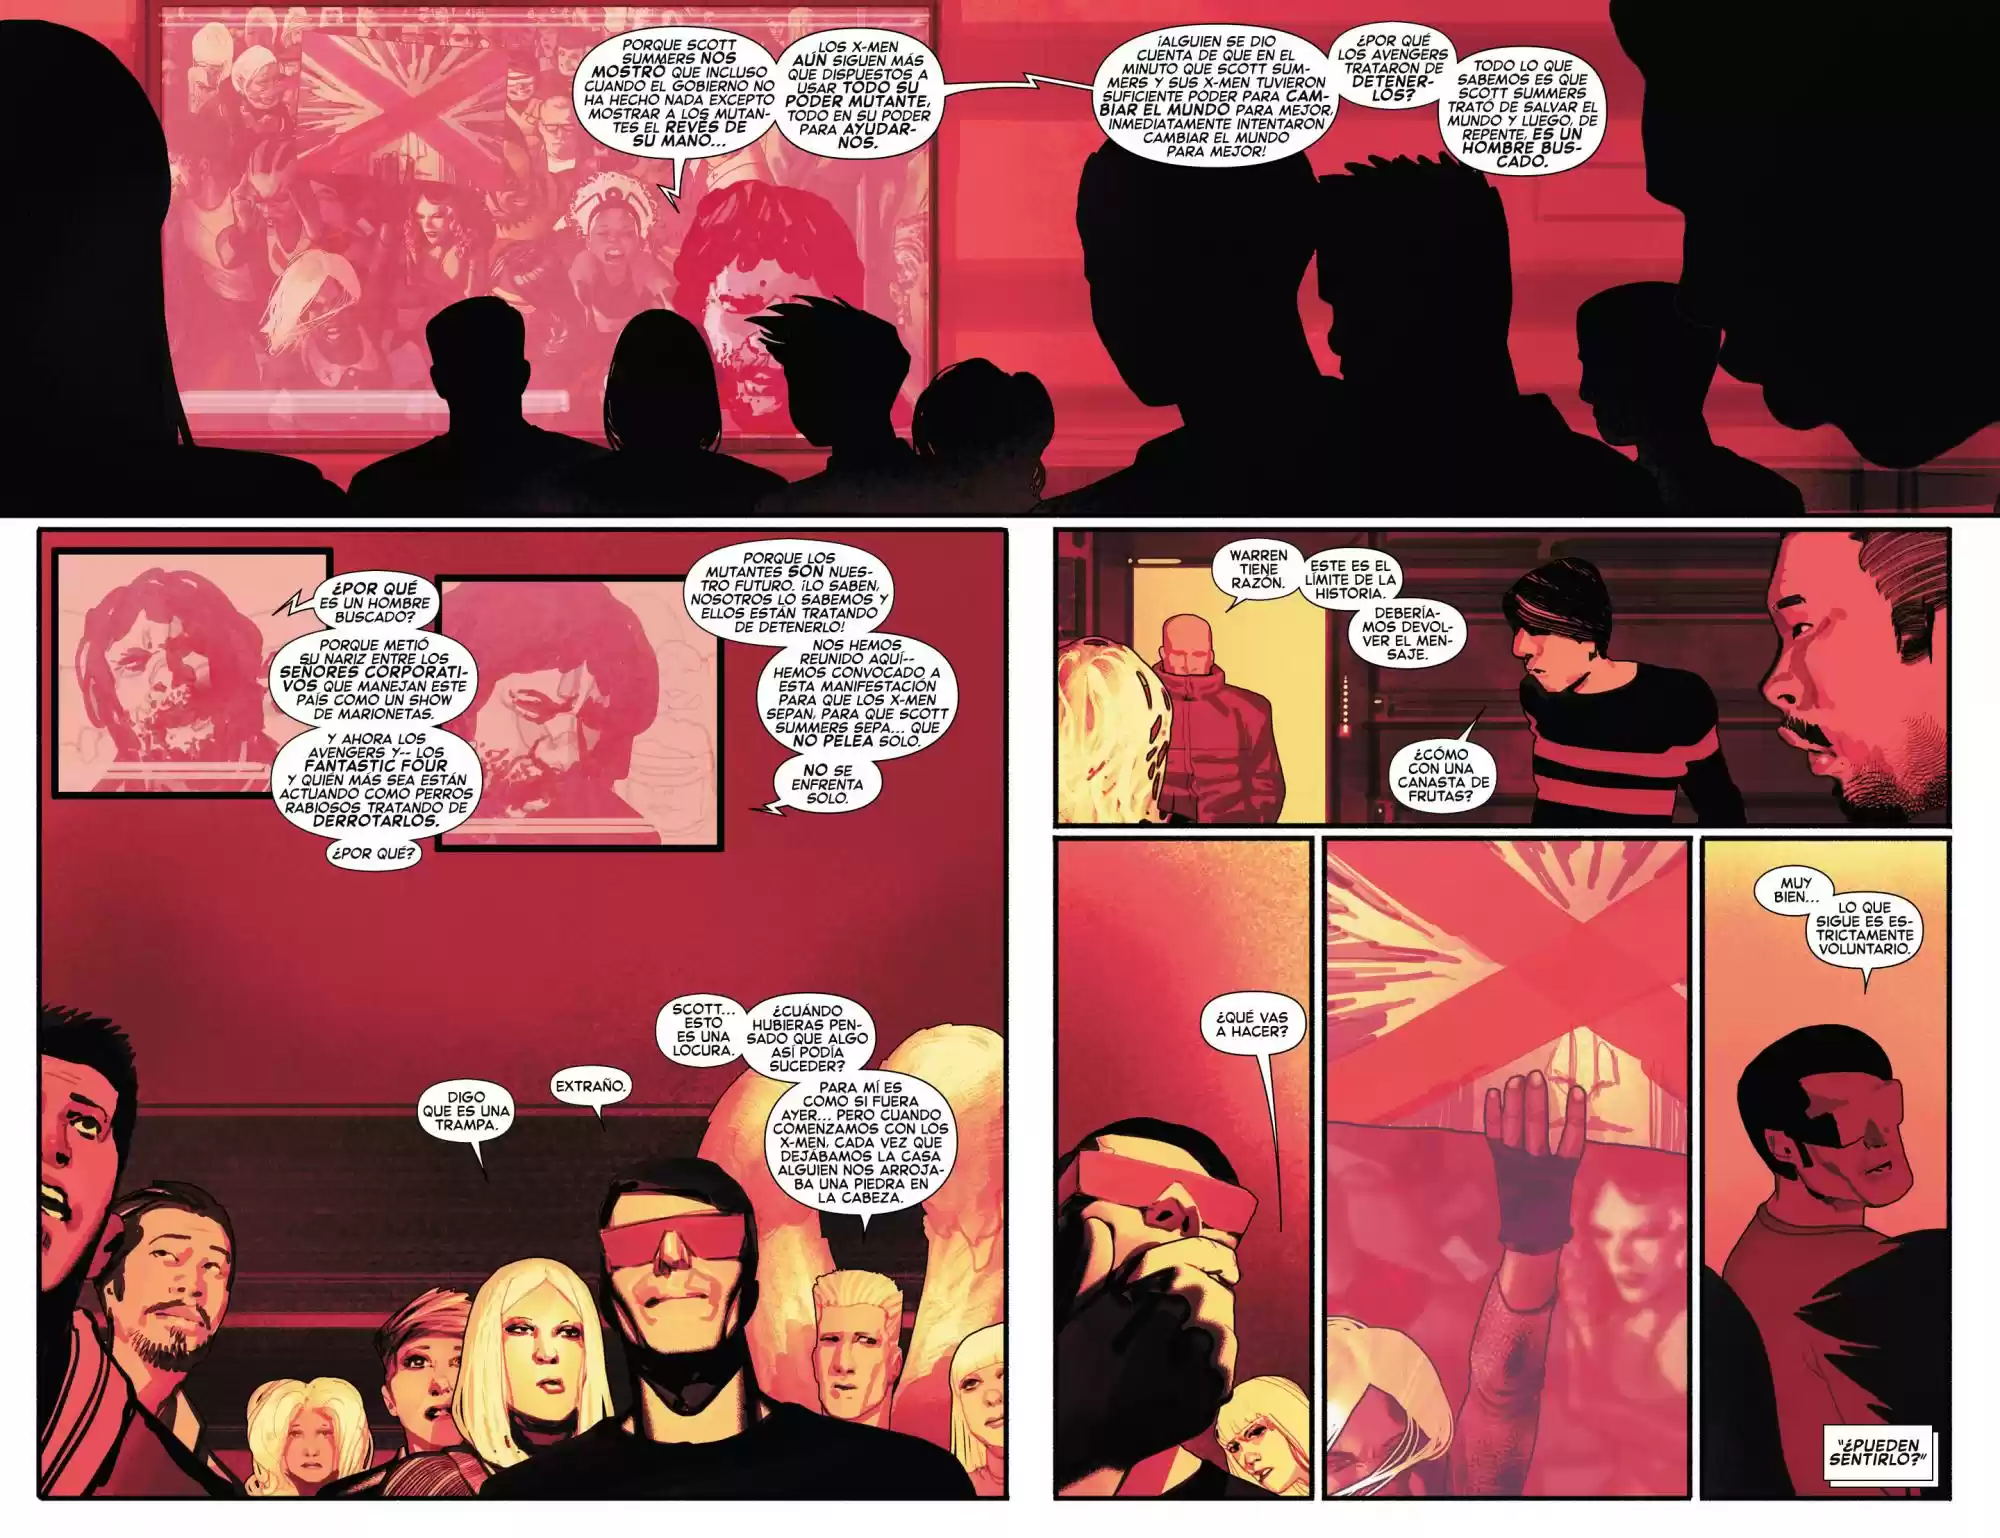 PORQUE SCOTT
SUMMERS NOS
MOSTRÓ QUE INCLUSO
CUANDO EL GOBIERNO NO
HA HECHO NADA EXCEPTO
MOSTRAR A LOS MUTAN-
TES EL REVÉS DE
SU MANO...
LOS X-MEN
AÚN SIGUEN MÁS
QUE DISPUESTOS A
USAR TODO SU
PODER MUTANTE,
TODO EN SU PODER
PARA AYUDAR-
NOS.
¡ALGUIEN SE DIO
CUENTA DE QUE EN EL
MINUTO QUE SCOTT SUM-
MERS Y SUS X-MEN TUVIERON
SUFICIENTE PODER PARA CAM-
BIAR EL MUNDO PARA MEJOR,
INMEDIATAMENTE INTENTARON
CAMBIAR EL MUNDO
PARA MEJOR!
¿POR QUÉ
LOS AVENGERS
TRATARON DE
DETENER-
LOS?
TODO LO QUE
SABEMOS ES QUE
SCOTT SUMMERS
TRATÓ DE SALVAR EL
MUNDO Y LUEGO, DE
REPENTE, ES UN
HOMBRE BUS-
CADO.
¿POR QUÉ
ES UN HOMBRE
BUSCADO?
PORQUE METIÓ
SU NARIZ ENTRE LOS
SEÑORES CORPORATI-
VOS QUE MANEJAN ESTE
PAÍS COMO UN SHOW
DE MARIONETAS.
Y AHORA LOS
AVENGERS Y-- LOS
FANTASTIC FOUR
Y QUIÉN MÁS SEA ESTÁN
ACTUANDO COMO PERROS
RABIOSOS TRATANDO DE
DERROTARLOS.
¿POR QUÉ?
PORQUE LOS
MUTANTES SON NUES-
TRO FUTURO. ¡LO SABEN,
NOSOTROS LO SABEMOS Y
ELLOS ESTÁN TRATANDO
DE DETENERLO!
NOS HEMOS
REUNIDO AQUÍ--
HEMOS CONVOCADO A
ESTA MANIFESTACIÓN
PARA QUE LOS X-MEN
SEPAN, PARA QUE SCOTT
SUMMERS SEPA... QUE
NO PELEA SOLO.
NO SE
ENFRENTA
SOLO.
DIGO
QUE ES UNA
TRAMPA.
EXTRAÑO.
SCOTT...
ESTO
ES UNA
LOCURA.
¿CUÁNDO
HUBIERAS PEN-
SADO QUE ALGO
ASÍ PODÍA
SUCEDER?
PARA MÍ ES
COMO SI FUERA
AYER... PERO CUANDO
COMENZAMOS CON LOS
X-MEN, CADA VEZ QUE
DEJÁBAMOS LA CASA
ALGUIEN NOS ARROJA-
BA UNA PIEDRA EN
LA CABEZA.
WARREN
TIENE
RAZÓN.
ESTE ES EL
LÍMITE DE LA
HISTORIA.
DEBERÍA-
MOS DEVOL-
VER EL MEN-
SAJE.
¿CÓMO
CON UNA
CANASTA DE
FRUTAS?
¿QUÉ VAS
A HACER?
MUY
BIEN...
LO QUE
SIGUE ES ES-
TRICTAMENTE
VOLUNTARIO.
"¿PUEDEN
SENTIRLO?"